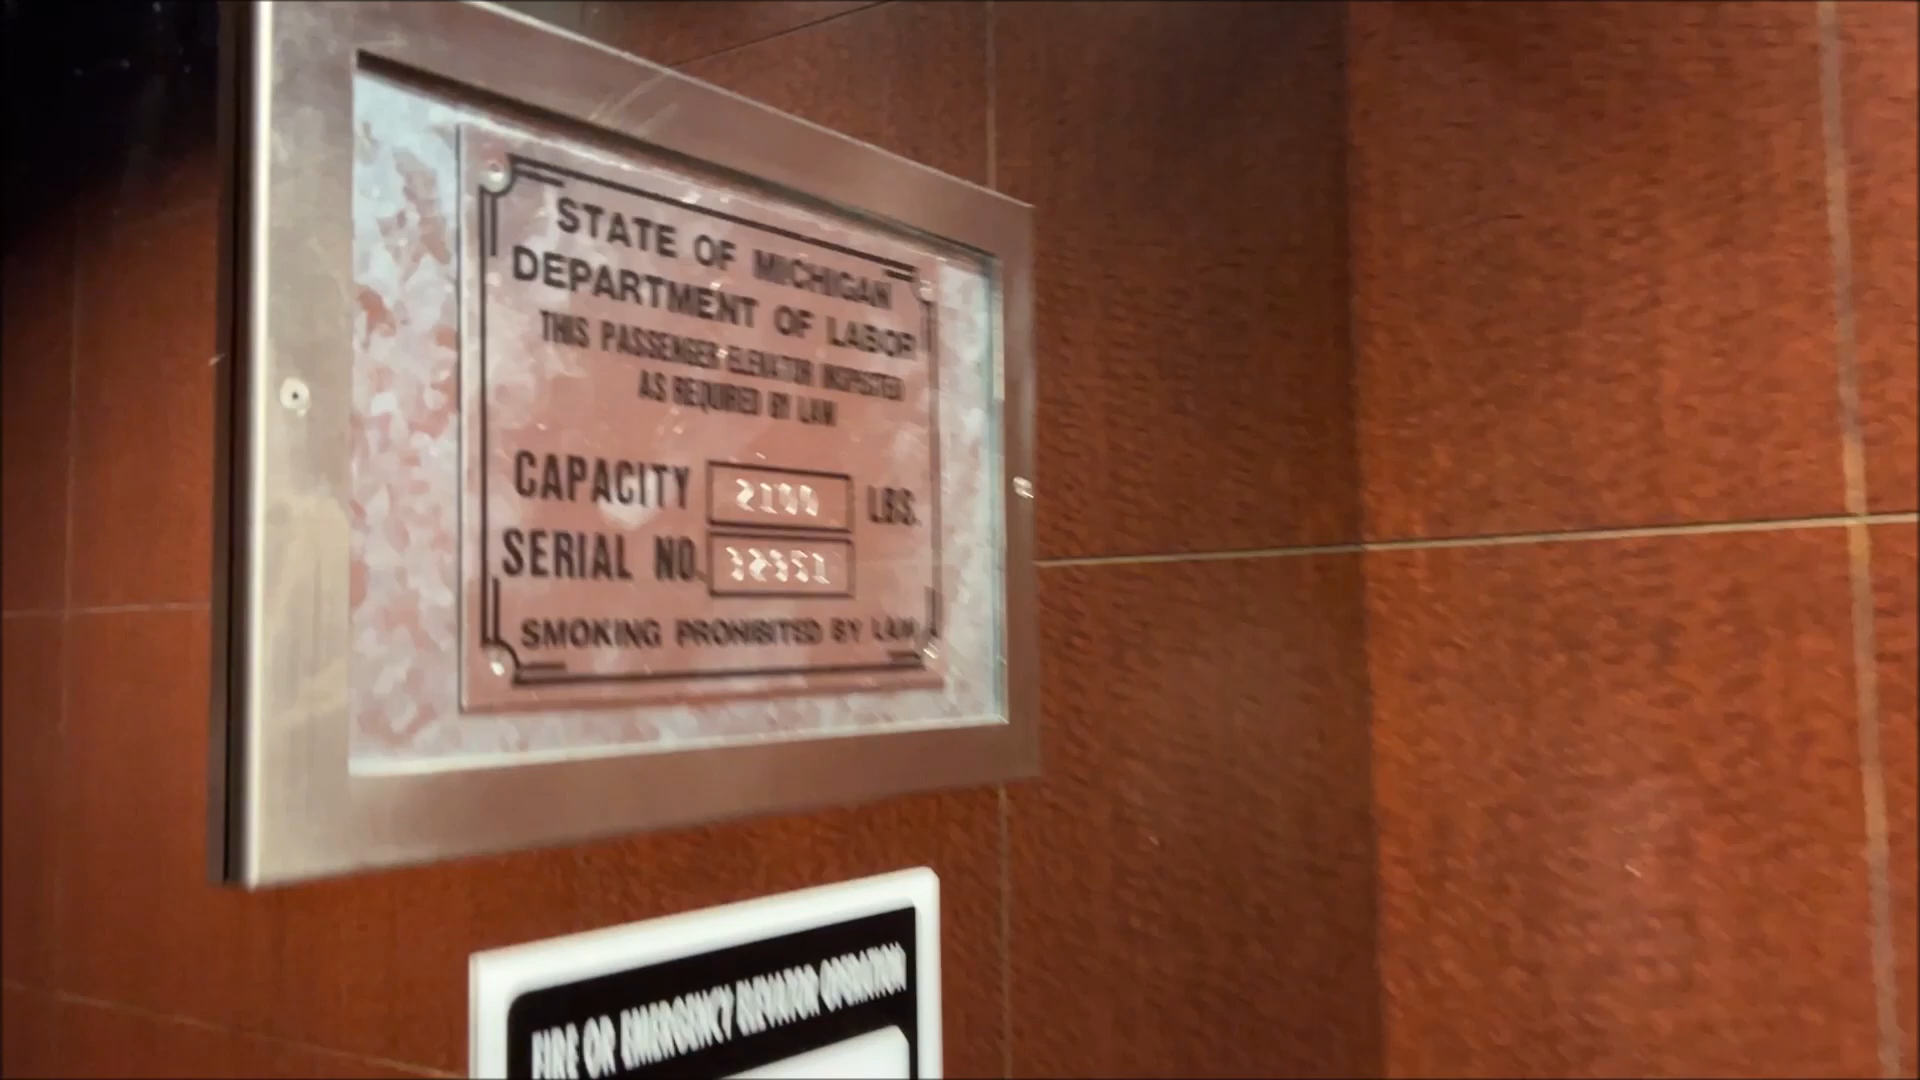 STATE OF MICHIGAN
DEPARTMENT OF LABOR
THIS PASSENGER ELEVATOR INSPECTED
AS REQUIRED BY LAW
CAPACITY 2100 LBS.
SERIAL NO.
SMOKING PROHIBITED BY LAW
FIRE OR EMERGENCY ELEVATOR OPERATION